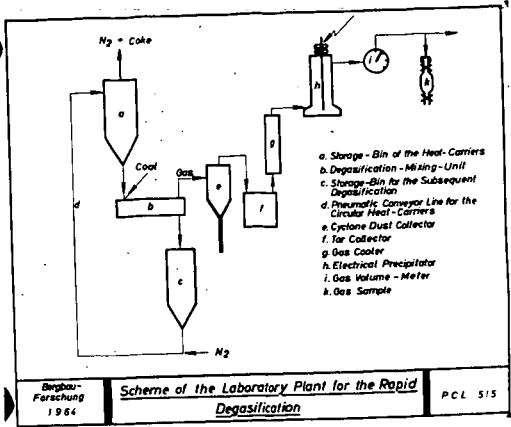 N2 + Coke
a
Coal
Gas
d
b
e
c
N2
f
g
h
i
k
a. Storage - Bin of the Heat-Carriers
b. Degasification - Mixing - Unit
c. Storage-Bin for the Subsequent
Degasification
d. Pneumatic Conveyor Line for the
Circular Heat-Carriers
e. Cyclone Dust Collector
f. Tar Collector
g. Gas Cooler
h. Electrical Precipitator
i. Gas Volume - Meter
k. Gas Sample
Bergbau-
Forschung
1964
Scheme of the Laboratory Plant for the Rapid
Degasification
PCL 515